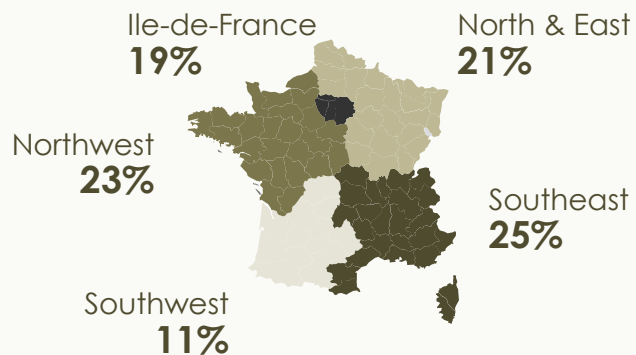 Ile-de-France
19%
North & East
21%
Northwest
23%
Southeast
25%
Southwest
11%